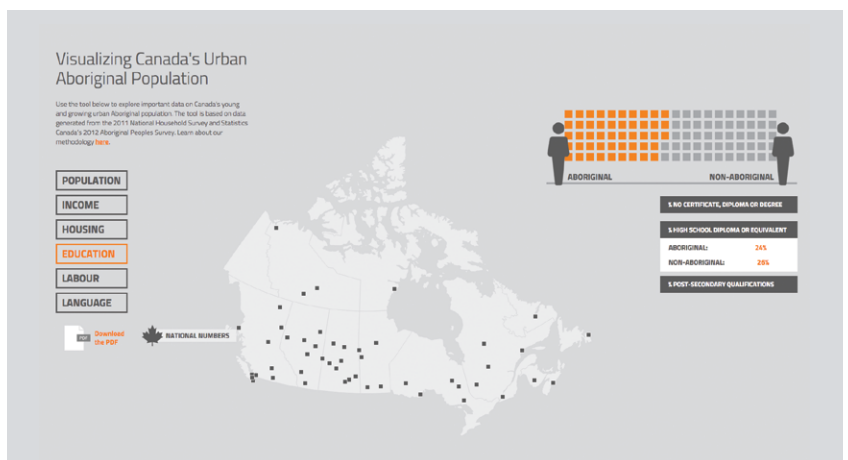 Visualizing Canada's Urban
Aboriginal Population
Use the tool below to explore important data on Canada's young
and growing urban Aboriginal population. The tool is based on data
generated from the 2011 National Household Survey and Statistics
Canada's 2012 Aboriginal Peoples Survey. Learn about our
methodology here.
POPULATION
INCOME
HOUSING
EDUCATION
LABOUR
LANGUAGE
PDF
Download
the PDF
NATIONAL NUMBERS
ABORIGINAL
NON-ABORIGINAL
% NO CERTIFICATE, DIPLOMA OR DEGREE
% HIGH SCHOOL DIPLOMA OR EQUIVALENT
ABORIGINAL: 24%
NON-ABORIGINAL: 28%
% POST-SECONDARY QUALIFICATIONS